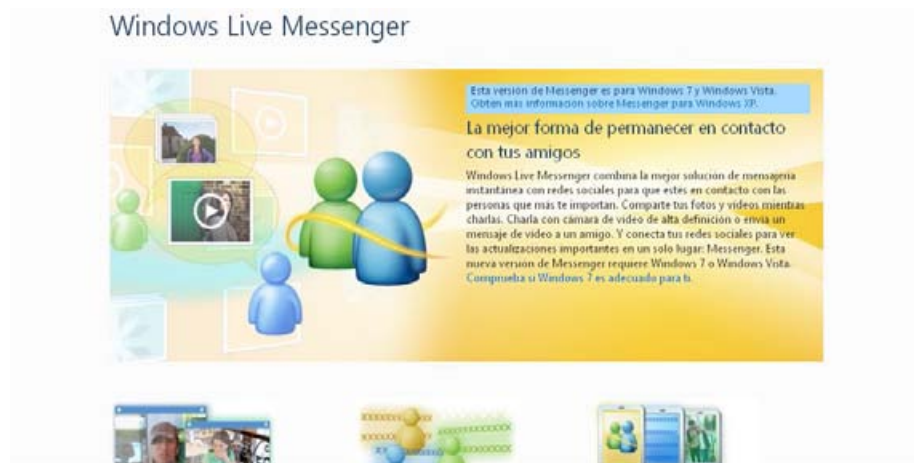 Windows Live Messenger
Esta versión de Messenger es para Windows 7 y Windows Vista.
Obtén más información sobre Messenger para Windows XP.
La mejor forma de permanecer en contacto
con tus amigos
Windows Live Messenger combina la mejor solución de mensajería
instantánea con redes sociales para que estes en contacto con las
personas que más te importan. Comparte tus fotos y videos mientras
charlas. Charla con cámara de video de alta definición o envía un
mensaje de video a un amigo. Y conecta tus redes sociales para ver
las actualizaciones importantes en un solo lugar: Messenger. Esta
nueva versión de Messenger requiere Windows 7 o Windows Vista.
Comprueba si Windows 7 es adecuado para ti.